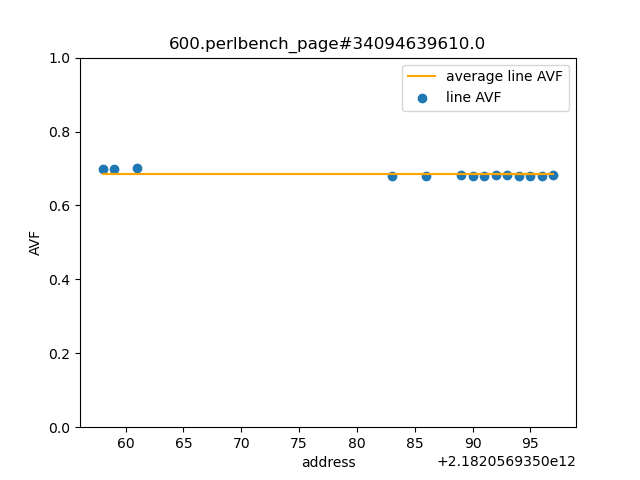 600.perlbench_page#34094639610.0
average line AVF
line AVF
1.0
0.8
0.6
0.4
0.2
0.0
AVF
60 65 70 75 80 85 90 95
address
+2.1820569350e12